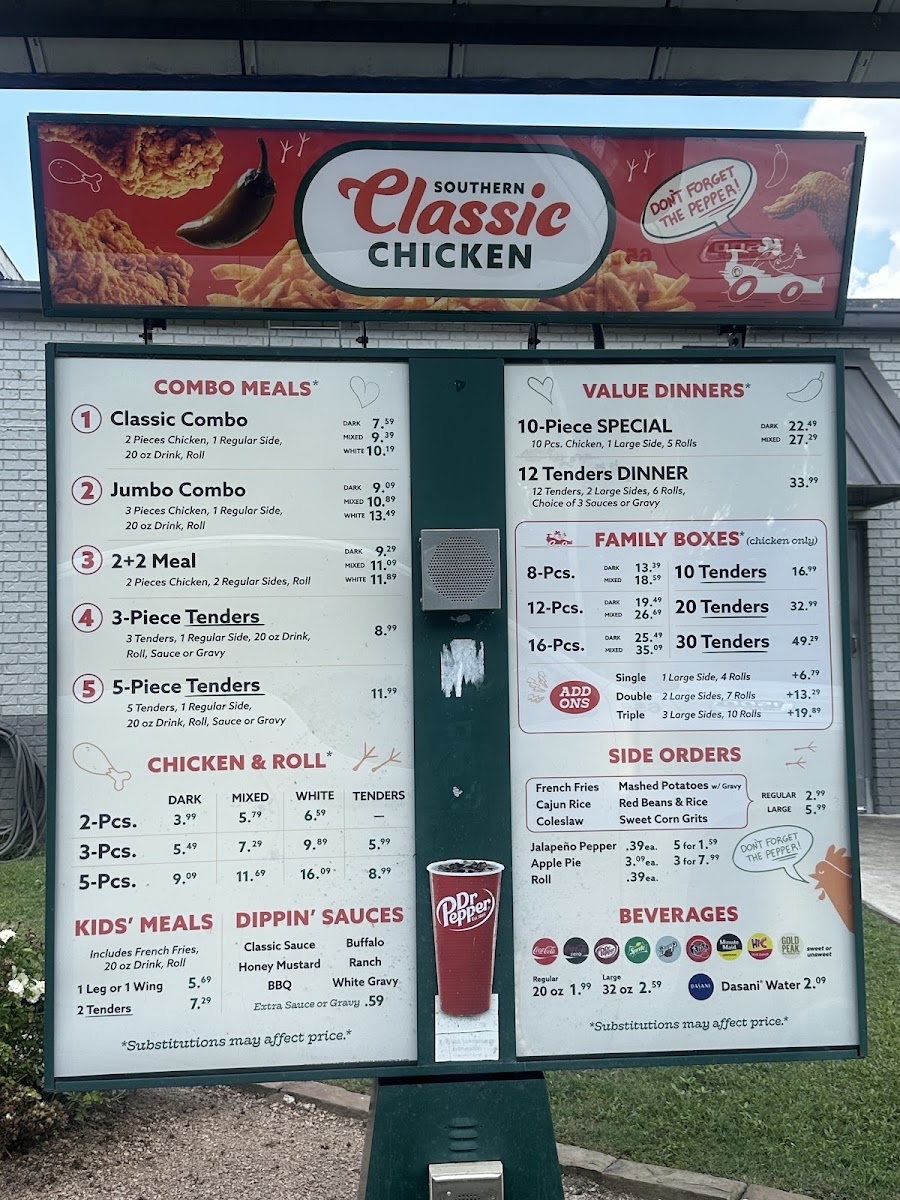 SOUTHERN
Classic
CHICKEN
DON'T FORGET
THE PEPPER!
COMBO MEALS*
1 Classic Combo
2 Pieces Chicken, 1 Regular Side,
20 oz Drink, Roll
DARK 7.59
MIXED 9.39
WHITE 10.19
2 Jumbo Combo
3 Pieces Chicken, 1 Regular Side,
20 oz Drink, Roll
DARK 9.09
MIXED 10.89
WHITE 13.49
3 2+2 Meal
2 Pieces Chicken, 2 Regular Sides, Roll
DARK 9.29
MIXED 11.09
WHITE 11.89
4 3-Piece Tenders
3 Tenders, 1 Regular Side, 20 oz Drink,
Roll, Sauce or Gravy
8.99
5 5-Piece Tenders
5 Tenders, 1 Regular Side,
20 oz Drink, Roll, Sauce or Gravy
11.99
CHICKEN & ROLL*
DARK MIXED WHITE TENDERS
2-Pcs. 3.99 5.79 6.59 —
3-Pcs. 5.49 7.29 9.89 5.99
5-Pcs. 9.09 11.69 16.09 8.99
KIDS' MEALS
Includes French Fries,
20 oz Drink, Roll
1 Leg or 1 Wing 5.69
2 Tenders 7.29
DIPPIN' SAUCES
Classic Sauce Buffalo
Honey Mustard Ranch
BBQ White Gravy
Extra Sauce or Gravy .59
*Substitutions may affect price.*
Dr Pepper
VALUE DINNERS*
10-Piece SPECIAL
10 Pcs. Chicken, 1 Large Side, 5 Rolls
DARK 22.49
MIXED 27.29
12 Tenders DINNER
12 Tenders, 2 Large Sides, 6 Rolls,
Choice of 3 Sauces or Gravy
33.99
FAMILY BOXES* (chicken only)
8-Pcs. DARK 13.39 MIXED 18.59 10 Tenders 16.99
12-Pcs. DARK 19.49 MIXED 26.69 20 Tenders 32.99
16-Pcs. DARK 25.49 MIXED 35.09 30 Tenders 49.29
ADD
ONS
Single 1 Large Side, 4 Rolls +6.79
Double 2 Large Sides, 7 Rolls +13.29
Triple 3 Large Sides, 10 Rolls +19.89
SIDE ORDERS
French Fries Mashed Potatoes w/ Gravy
Cajun Rice Red Beans & Rice
Coleslaw Sweet Corn Grits
REGULAR 2.99
LARGE 5.99
Jalapeño Pepper .39ea. 5 for 1.59
Apple Pie 3.09ea. 3 for 7.99
Roll .39ea.
DON'T FORGET
THE PEPPER!
BEVERAGES
Coca-Cola zero Dr Pepper Sprite Minute Maid HI-C GOLD PEAK sweet or unsweet
Regular
20 oz 1.99
Large
32 oz 2.59
DASANI Dasani® Water 2.09
*Substitutions may affect price.*